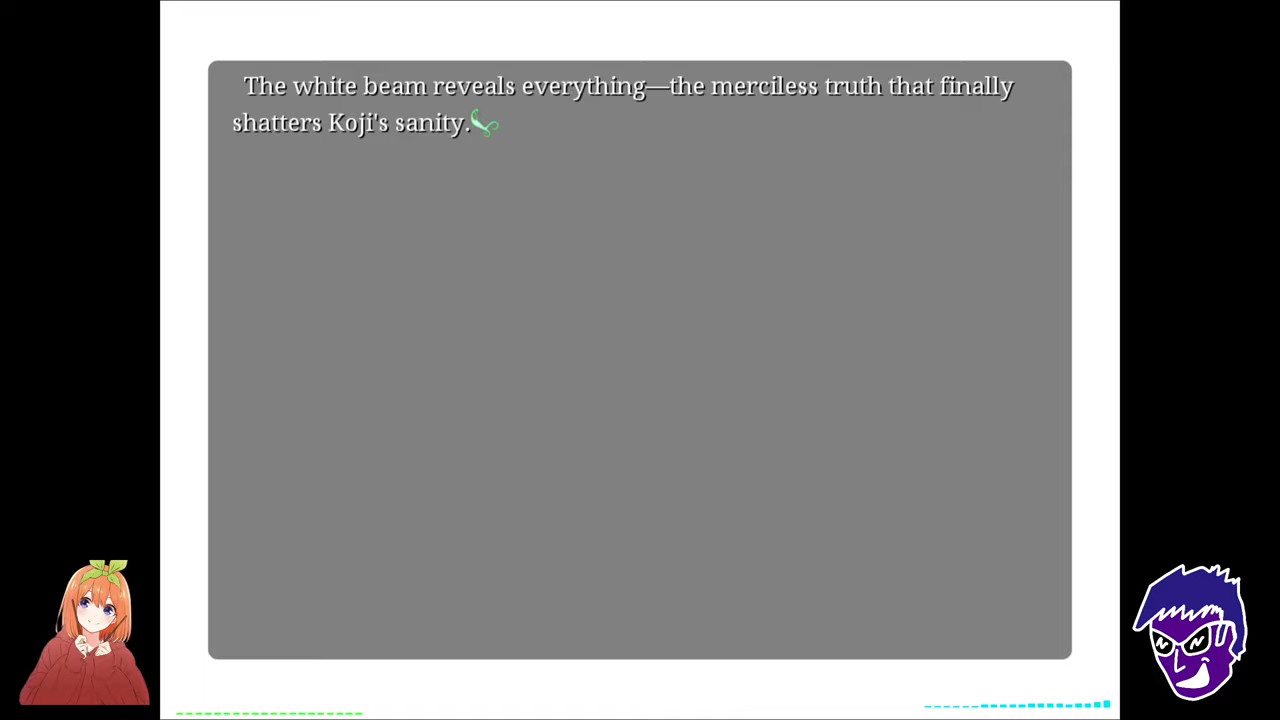 The white beam reveals everything—the merciless truth that finally
shatters Koji's sanity.